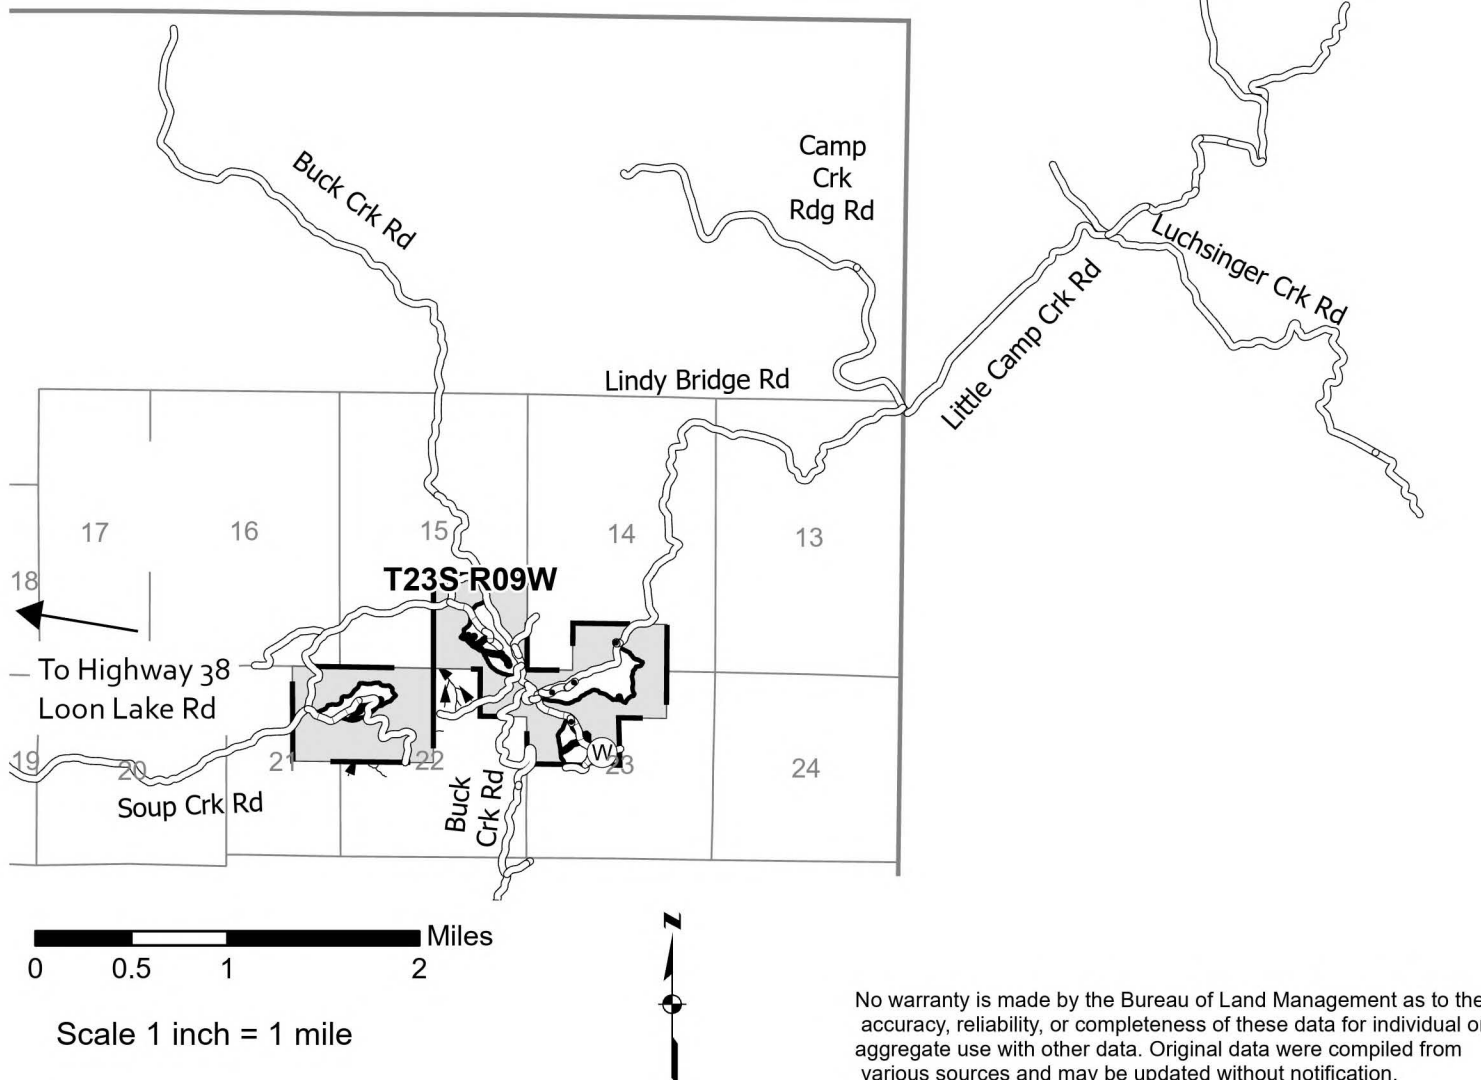 Camp
Crk
Rdg Rd
Buck Crk Rd
Luchsinger Crk Rd
Little Camp Crk Rd
Lindy Bridge Rd
17
16
15
14
13
18
T23S R09W
To Highway 38
Loon Lake Rd
19
20
21
22
23
24
W
Soup Crk Rd
Buck
Crk Rd
Miles
0 0.5 1 2
Scale 1 inch = 1 mile
N
No warranty is made by the Bureau of Land Management as to the
accuracy, reliability, or completeness of these data for individual or
aggregate use with other data. Original data were compiled from
various sources and may be updated without notification.